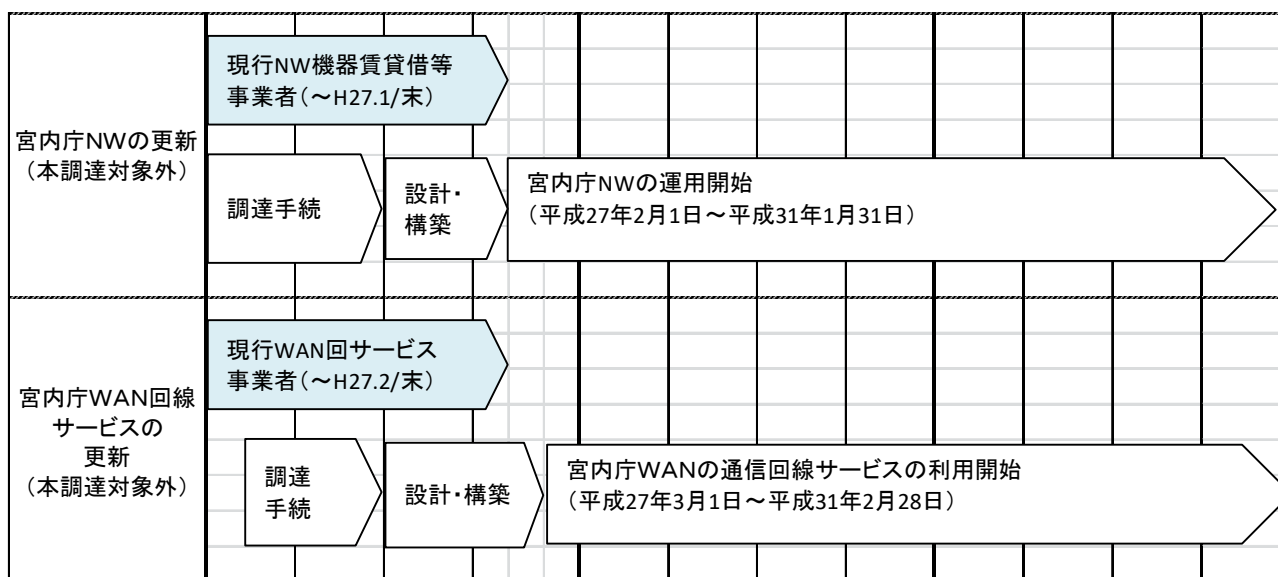 宮内庁NWの更新
（本調達対象外）
現行NW機器賃貸借等
事業者（～H27.1/末）
調達手続
設計・
構築
宮内庁NWの運用開始
（平成27年2月1日～平成31年1月31日）
宮内庁WAN回線
サービスの
更新
（本調達対象外）
現行WAN回サービス
事業者（～H27.2/末）
調達
手続
設計・構築
宮内庁WANの通信回線サービスの利用開始
（平成27年3月1日～平成31年2月28日）